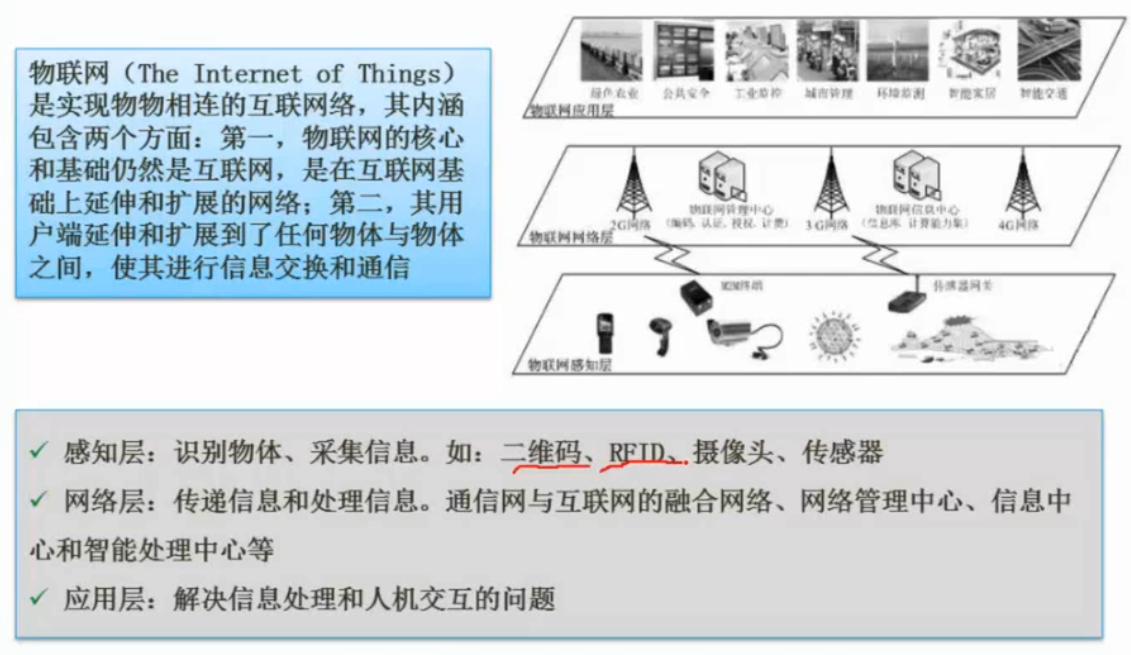 物联网（The Internet of Things）
是实现物物相连的互联网络，其内涵
包含两个方面：第一，物联网的核心
和基础仍然是互联网，是在互联网基
础上延伸和扩展的网络；第二，其用
户端延伸和扩展到了任何物体与物体
之间，使其进行信息交换和通信
绿色农业 公共安全 工业监控 城市管理 环境监测 智能家居 智能交通
物联网应用层
物联网管理中心
（编码、认证、授权、计费）
物联网信息中心
（信息库、计算能力集）
2G网络 3G网络 4G网络
物联网网络层
M2M终端 传感器网关
物联网感知层
✓ 感知层：识别物体、采集信息。如：二维码、RFID、摄像头、传感器
✓ 网络层：传递信息和处理信息。通信网与互联网的融合网络、网络管理中心、信息中
心和智能处理中心等
✓ 应用层：解决信息处理和人机交互的问题